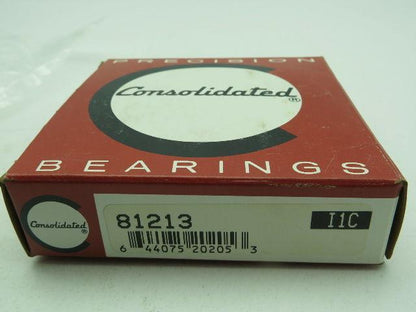 PRECISION
Consolidated®
BEARINGS
Consolidated®
81213
I1C
6 44075 20205 3